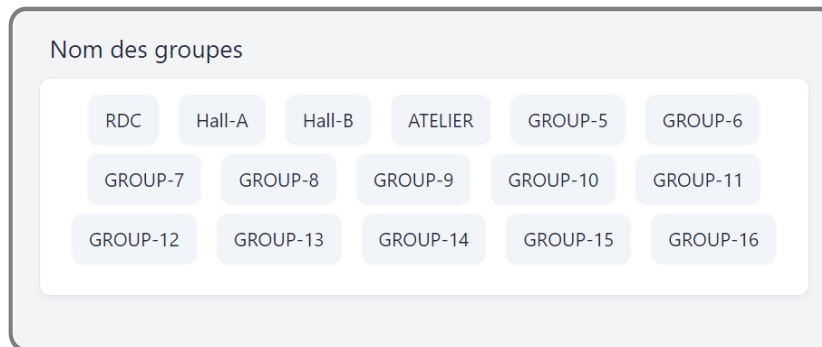 Nom des groupes
RDC Hall-A Hall-B ATELIER GROUP-5 GROUP-6
GROUP-7 GROUP-8 GROUP-9 GROUP-10 GROUP-11
GROUP-12 GROUP-13 GROUP-14 GROUP-15 GROUP-16